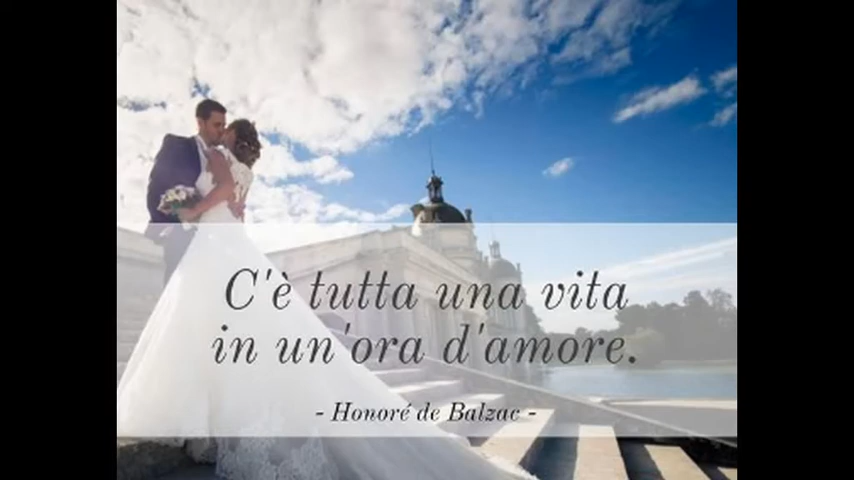 C'è tutta una vita
in un'ora d'amore.
- Honoré de Balzac -